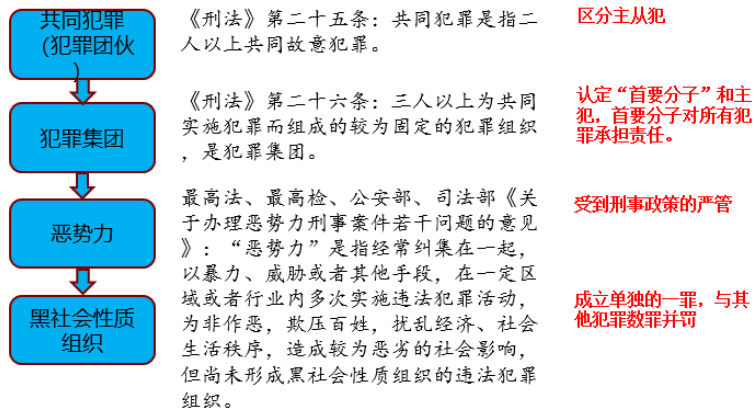 共同犯罪
(犯罪团伙
)
《刑法》第二十五条：共同犯罪是指二
人以上共同故意犯罪。
区分主从犯
犯罪集团
《刑法》第二十六条：三人以上为共同
实施犯罪而组成的较为固定的犯罪组织
，是犯罪集团。
认定“首要分子”和主
犯，首要分子对所有犯
罪承担责任。
恶势力
最高法、最高检、公安部、司法部《关
于办理恶势力刑事案件若干问题的意见
》：“恶势力”是指经常纠集在一起，
以暴力、威胁或者其他手段，在一定区
域或者行业内多次实施违法犯罪活动，
为非作恶，欺压百姓，扰乱经济、社会
生活秩序，造成较为恶劣的社会影响，
但尚未形成黑社会性质组织的违法犯罪
组织。
受到刑事政策的严管
黑社会性质
组织
成立单独的一罪，与其
他犯罪数罪并罚